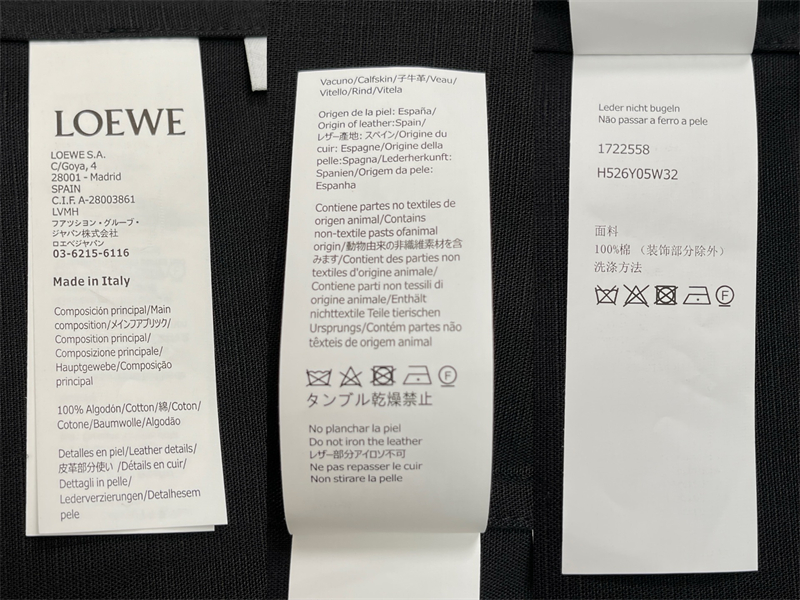 LOEWE
LOEWE S.A.
C/Goya, 4
28001 - Madrid
SPAIN
C.I.F. A-28003861
LVMH
フアッション・グループ・
ジャパン株式会社
ロエベジャパン
03-6215-6116
Made in Italy
Composición principal/Main
composition/メインフアブリック/
Composition principal/
Composizione principale/
Hauptgewebe/Composição
principal
100% Algodón/Cotton/綿/Coton/
Cotone/Baumwolle/Algodão
Detalles en piel/Leather details/
皮革部分使い /Détails en cuir/
Dettagli in pelle/
Lederverzierungen/Detalhesem
pele
Vacuno/Calfskin/子牛革/Veau/
Vitello/Rind/Vitela
Origen de la piel: España/
Origin of leather:Spain/
レザー產地: スペイン/Origine du
cuir: Espagne/Origine della
pelle:Spagna/Lederherkunft:
Spanien/Origem da pele:
Espanha
Contiene partes no textiles de
origen animal/Contains
non-textile pasts ofanimal
origin/動物由来の非繊維素材を含
みます/Contient des parties non
textiles d'origine animale/
Contiene parti non tessili di
origine animale/Enthält
nichttextile Teile tierischen
Ursprungs/Contém partes não
têxteis de origem animal
F
タンブル乾燥禁止
No planchar la piel
Do not iron the leather
レザー部分アイロン不可
Ne pas repasser le cuir
Non stirare la pelle
Leder nicht bugeln
Não passar a ferro a pele
1722558
H526Y05W32
面料
100%棉 （装饰部分除外）
洗涤方法
F